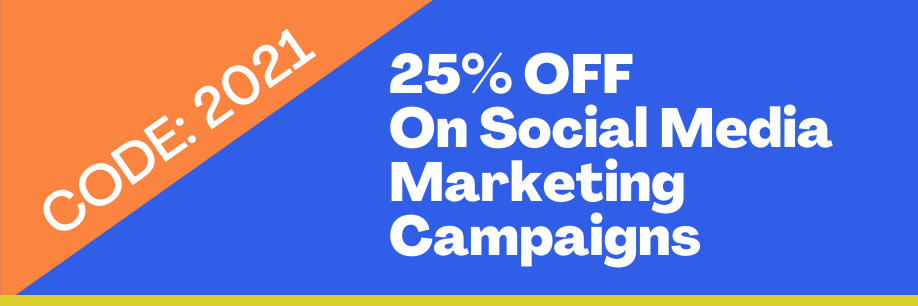 CODE: 2021
25% OFF
On Social Media
Marketing
Campaigns